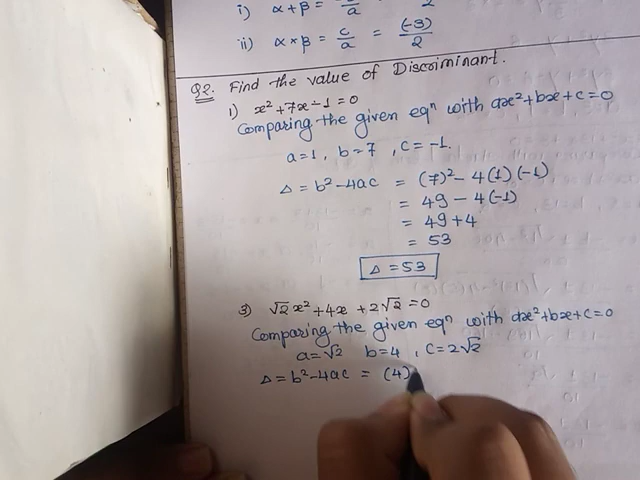 i) α+β = -/a 2
ii) α×β = c/a = (-3)/2
Q2. Find the value of Discriminant.
1) x²+7x-1=0
Comparing the given eqⁿ with ax²+bx+c=0
a=1, b=7, c=-1.
Δ=b²-4ac = (7)²-4(1)(-1)
= 49-4(-1)
= 49+4
= 53
Δ=53
3) √2x²+4x+2√2=0
Comparing the given eqⁿ with ax²+bx+c=0
a=√2 b=4, c=2√2
Δ=b²-4ac = (4)